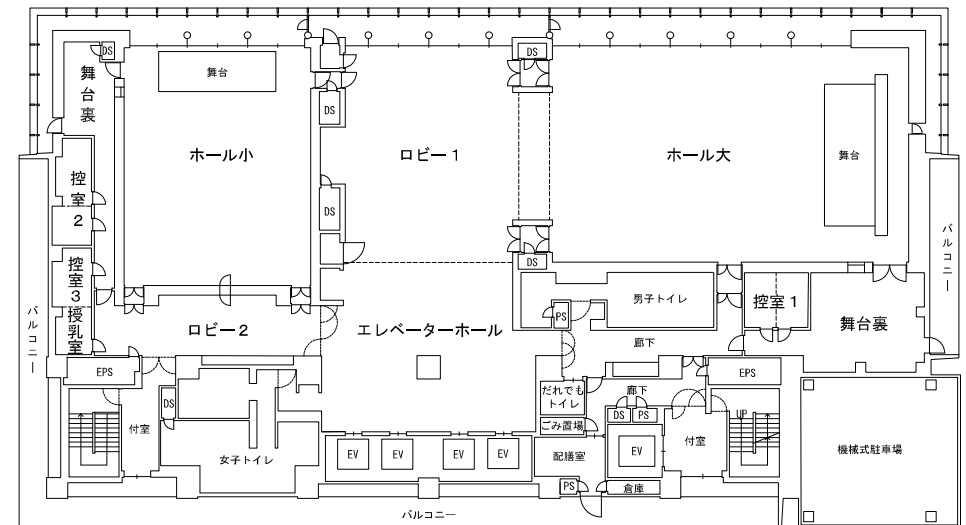 DS
舞台裏
舞台
ホール小
DS
DS
ロビー1
DS
ホール大
舞台
控室2
控室3
授乳室
バルコニー
ロビー2
エレベーターホール
DS
PS
男子トイレ
控室1
舞台裏
廊下
バルコニー
EPS
DS
付室
女子トイレ
EV
EV
EV
EV
だれでも
トイレ
ごみ置場
配膳室
PS
廊下
DS
PS
EV
倉庫
付室
EPS
UP
機械式駐車場
バルコニー